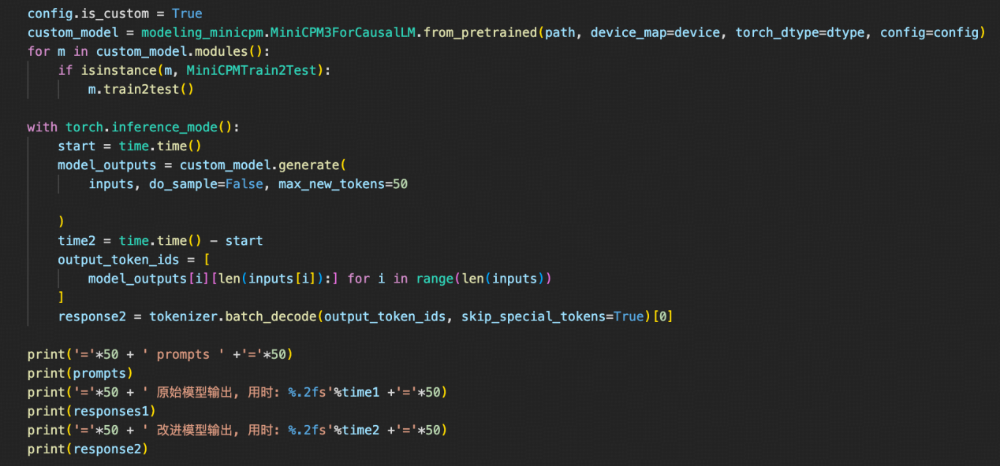 config.is_custom = True
custom_model = modeling_minicpm.MiniCPM3ForCausalLM.from_pretrained(path, device_map=device, torch_dtype=dtype, config=config)
for m in custom_model.modules():
    if isinstance(m, MiniCPMTrain2Test):
        m.train2test()

with torch.inference_mode():
    start = time.time()
    model_outputs = custom_model.generate(
        inputs, do_sample=False, max_new_tokens=50

    )
    time2 = time.time() - start
    output_token_ids = [
        model_outputs[i][len(inputs[i]):] for i in range(len(inputs))
    ]
    response2 = tokenizer.batch_decode(output_token_ids, skip_special_tokens=True)[0]

print('='*50 + ' prompts ' +'='*50)
print(prompts)
print('='*50 + ' 原始模型输出, 用时: %.2fs'%time1 +'='*50)
print(responses1)
print('='*50 + ' 改进模型输出, 用时: %.2fs'%time2 +'='*50)
print(response2)